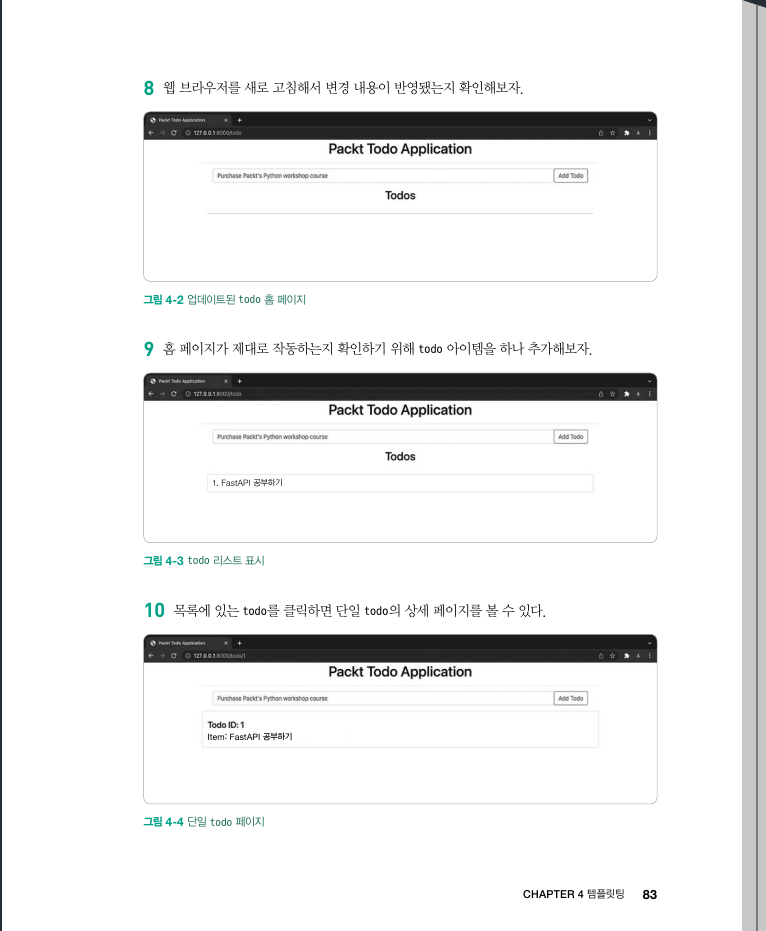 8 웹 브라우저를 새로 고침해서 변경 내용이 반영됐는지 확인해보자.
Packt Todo Application
127.0.0.1:8000/todo
Packt Todo Application
Purchase Packt's Python workshop course Add Todo
Todos
그림 4-2 업데이트된 todo 홈 페이지
9 홈 페이지가 제대로 작동하는지 확인하기 위해 todo 아이템을 하나 추가해보자.
Packt Todo Application
127.0.0.1:8000/todo
Packt Todo Application
Purchase Packt's Python workshop course Add Todo
Todos
1. FastAPI 공부하기
그림 4-3 todo 리스트 표시
10 목록에 있는 todo를 클릭하면 단일 todo의 상세 페이지를 볼 수 있다.
Packt Todo Application
127.0.0.1:8000/todo/1
Packt Todo Application
Purchase Packt's Python workshop course Add Todo
Todo ID: 1
Item: FastAPI 공부하기
그림 4-4 단일 todo 페이지
CHAPTER 4 템플릿팅 83